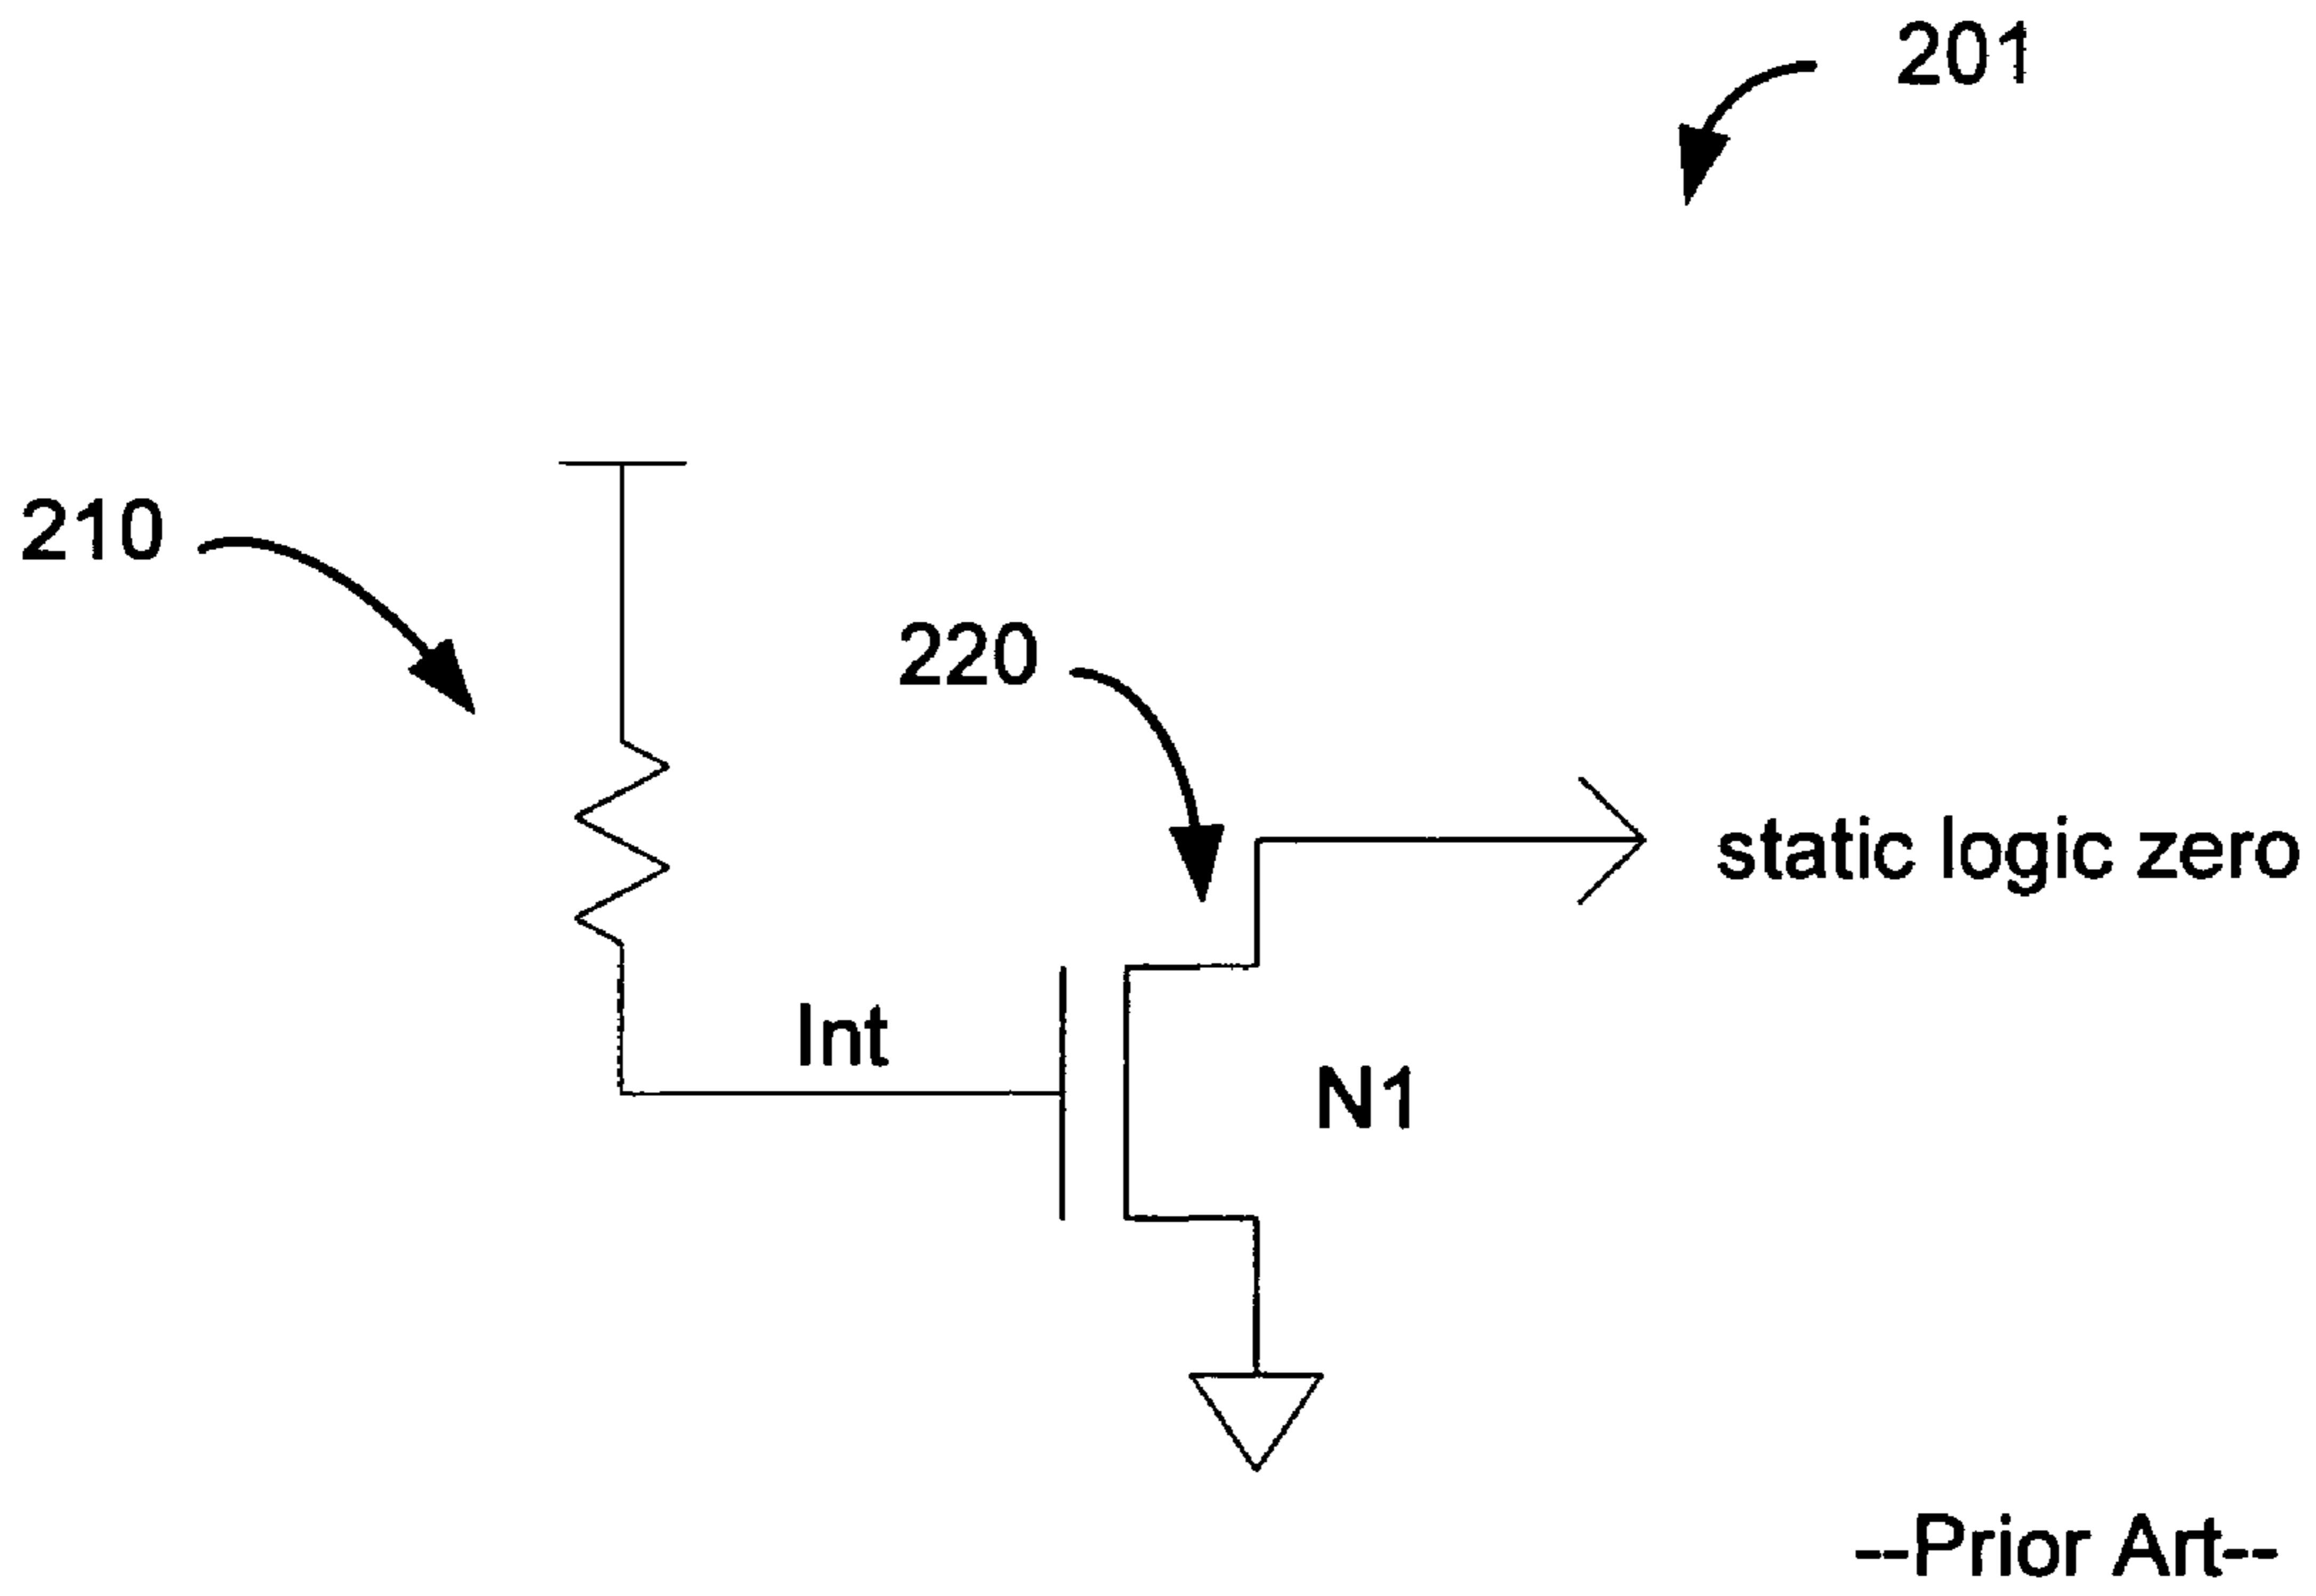 201
210
220
static logic zero
Int
N1
--Prior Art--